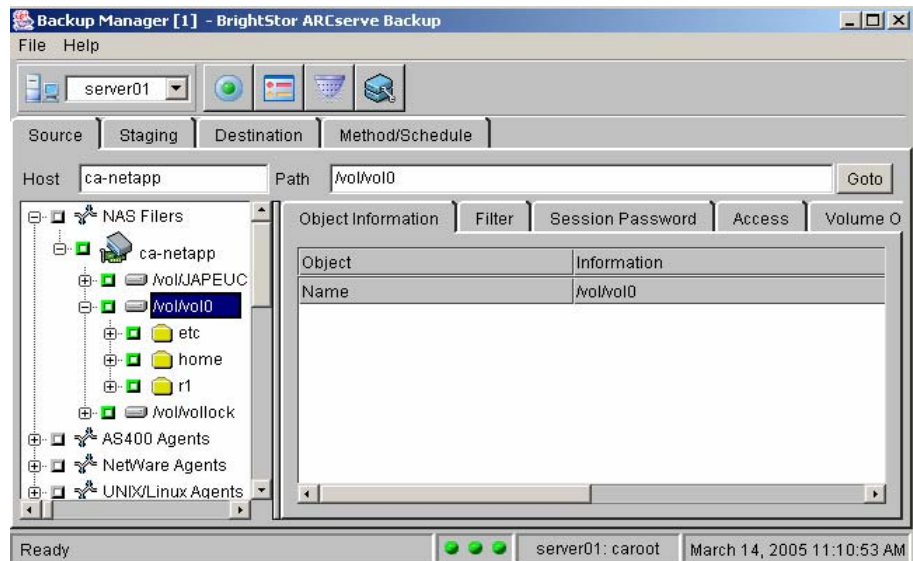 Backup Manager [1] - BrightStor ARCserve Backup
File Help
server01
Source Staging Destination Method/Schedule
Host ca-netapp Path /vol/vol0 Goto
NAS Filers
ca-netapp
/vol/JAPEUC
/vol/vol0
etc
home
r1
/vol/vollock
AS400 Agents
NetWare Agents
UNIX/Linux Agents
Object Information Filter Session Password Access Volume O
Object Information
Name /vol/vol0
Ready server01: caroot March 14, 2005 11:10:53 AM